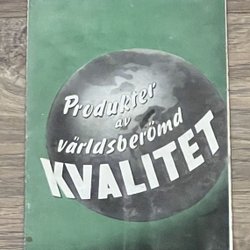 Produkter
av
världsberömd
KVALITET